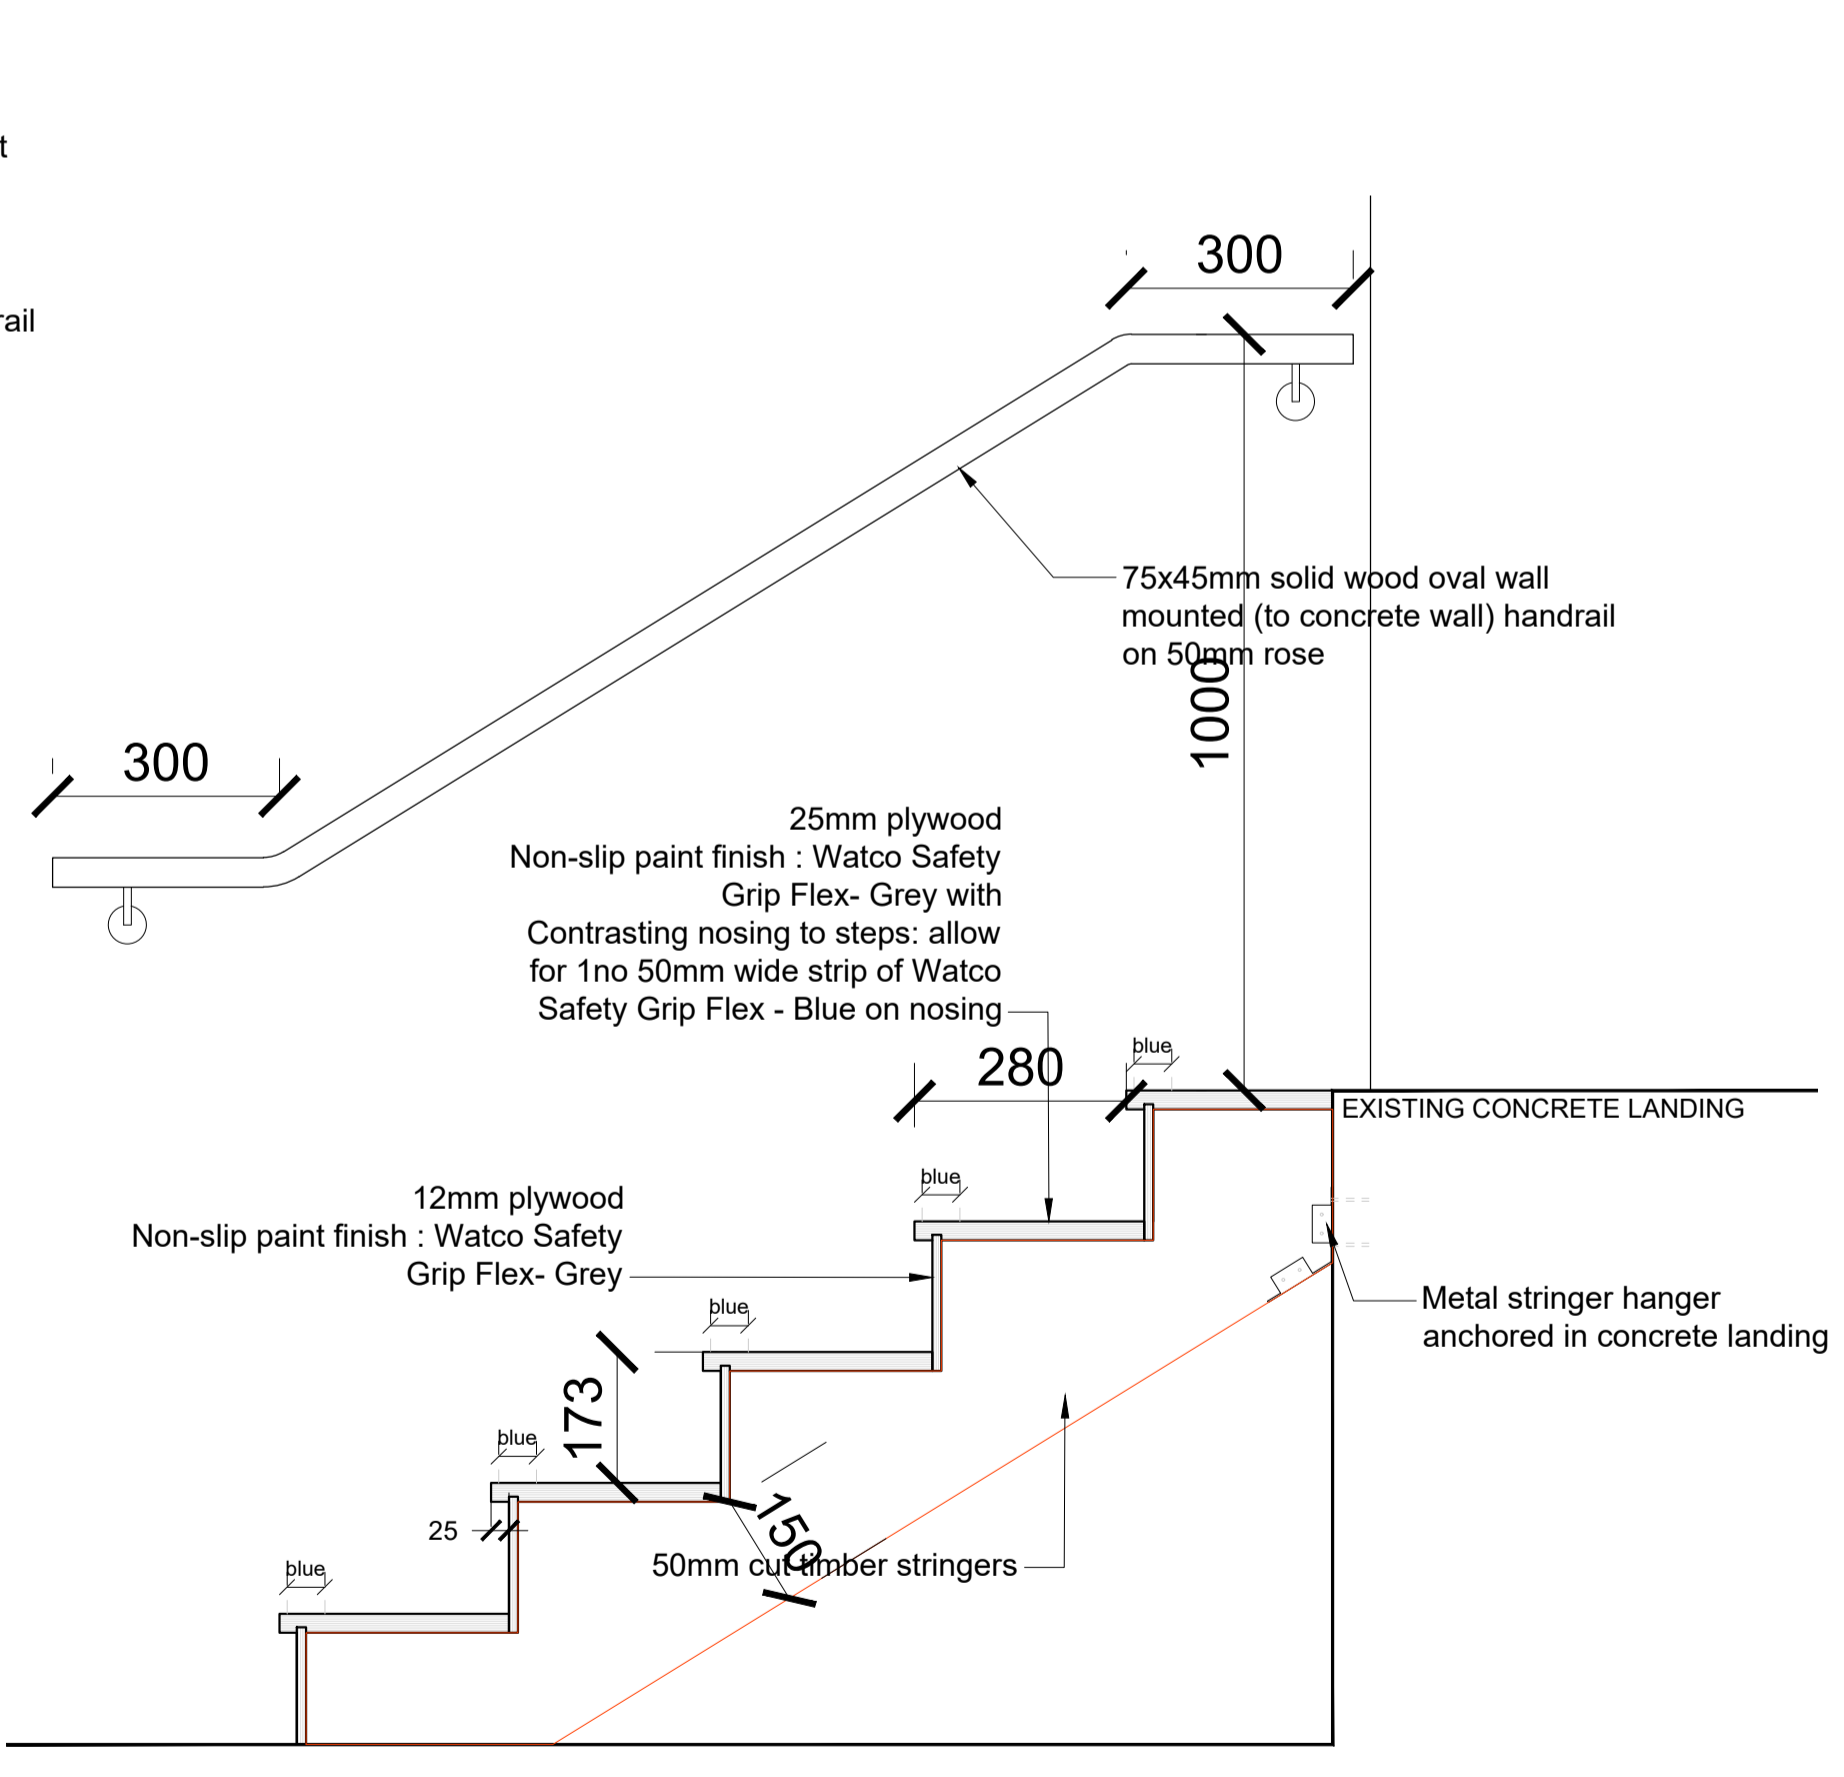 t
rail
300
75x45mm solid wood oval wall
mounted (to concrete wall) handrail
on 50mm rose
1000
300
25mm plywood
Non-slip paint finish : Watco Safety
Grip Flex- Grey with
Contrasting nosing to steps: allow
for 1no 50mm wide strip of Watco
Safety Grip Flex - Blue on nosing
280
blue
EXISTING CONCRETE LANDING
blue
12mm plywood
Non-slip paint finish : Watco Safety
Grip Flex- Grey
Metal stringer hanger
anchored in concrete landing
blue
173
blue
25
150
50mm cut timber stringers
blue